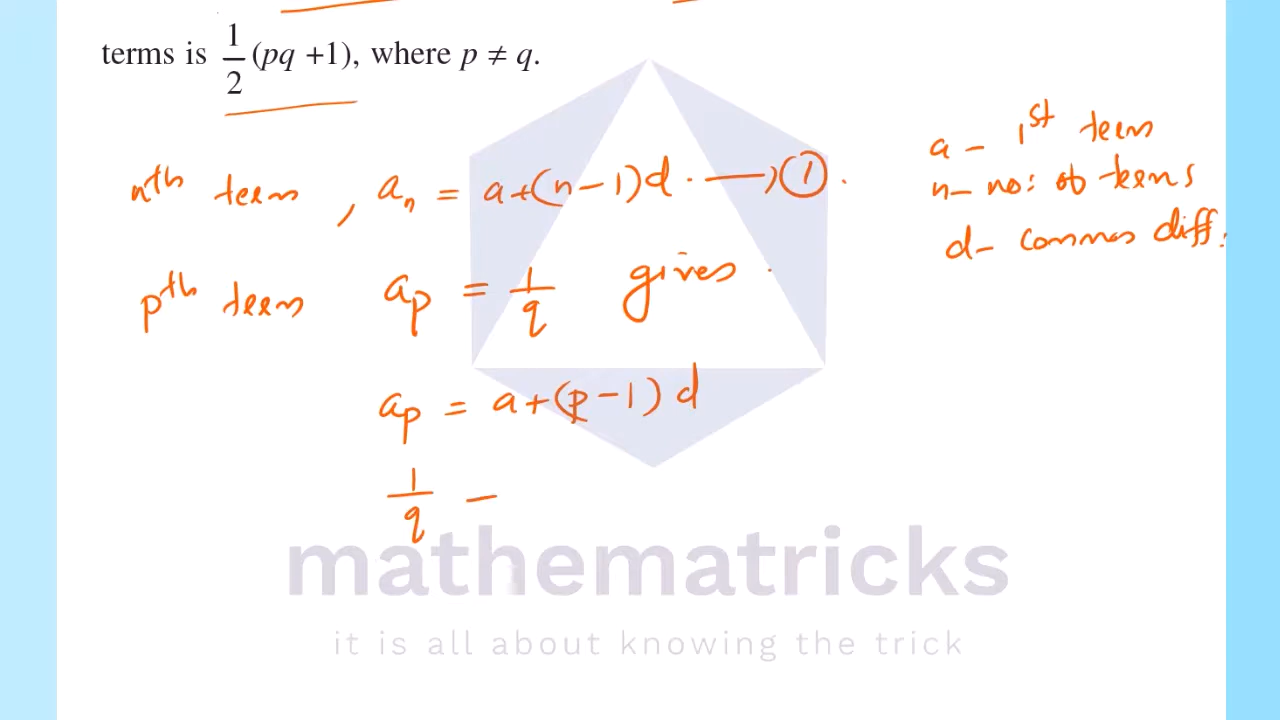 terms is 1/2 (pq +1), where p ≠ q.
a – 1st term
nth term , aₙ = a+(n–1)d . ⟶ ① .
n – no: of terms
d – common diff.
pth term aₚ = 1/q gives .
aₚ = a+(p–1)d
1/q –
mathematricks
it is all about knowing the trick